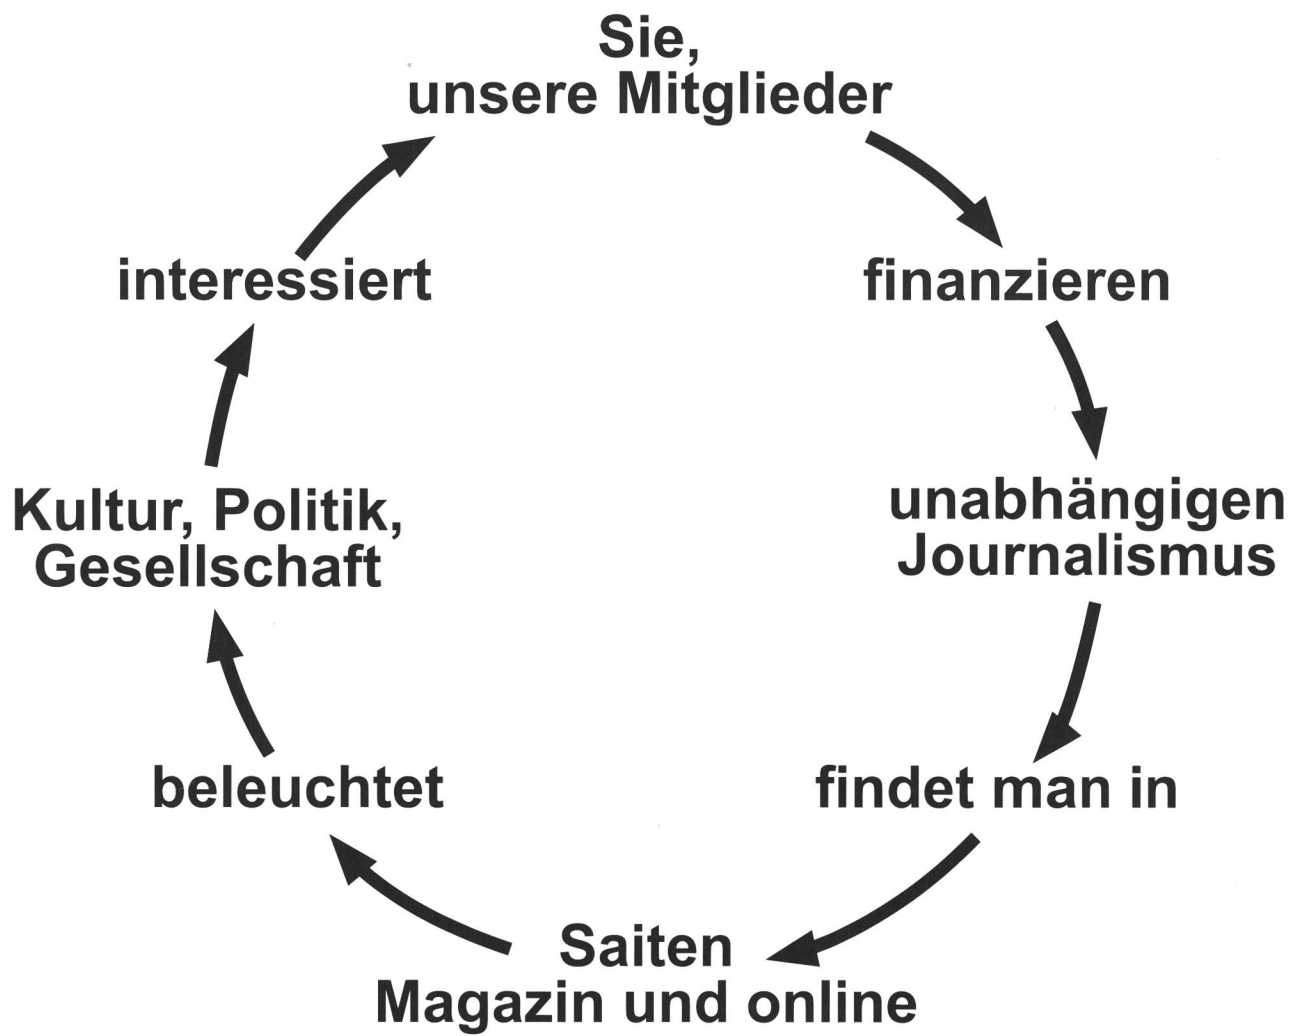 Sie,
unsere Mitglieder
finanzieren
unabhängigen
Journalismus
findet man in
Saiten
Magazin und online
beleuchtet
Kultur, Politik,
Gesellschaft
interessiert